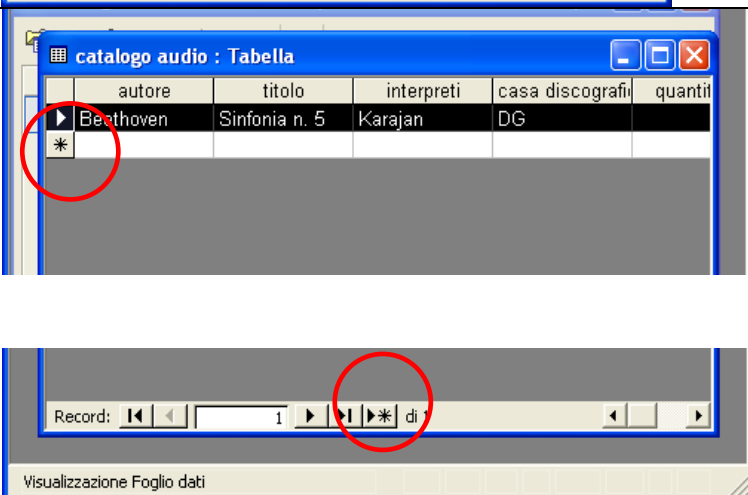 catalogo audio : Tabella
autore titolo interpreti casa discografi quantit
Beethoven Sinfonia n. 5 Karajan DG
Record: 1 di 1
Visualizzazione Foglio dati